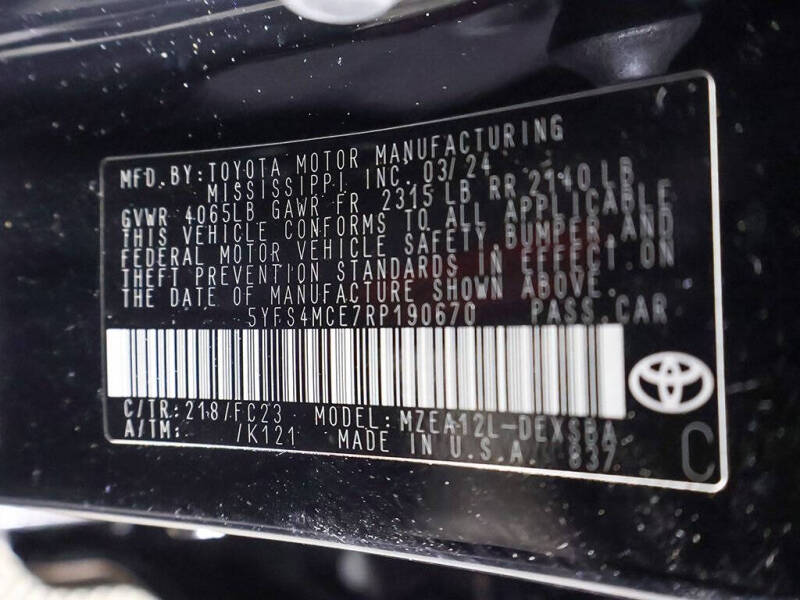 MFD.BY:TOYOTA MOTOR MANUFACTURING
MISSISSIPPI, INC. 03/24
GVWR 4065LB GAWR FR 2315 LB RR 2140 LB
THIS VEHICLE CONFORMS TO ALL APPLICABLE
FEDERAL MOTOR VEHICLE SAFETY,BUMPER,AND
THEFT PREVENTION STANDARDS IN EFFECT ON
THE DATE OF MANUFACTURE SHOWN ABOVE.
5YFS4MCE7RP190670 PASS.CAR
C/TR:218/FC23 MODEL:MZEA12L-DEXSBA
A/TM: /K121 MADE IN U.S.A. 837
C